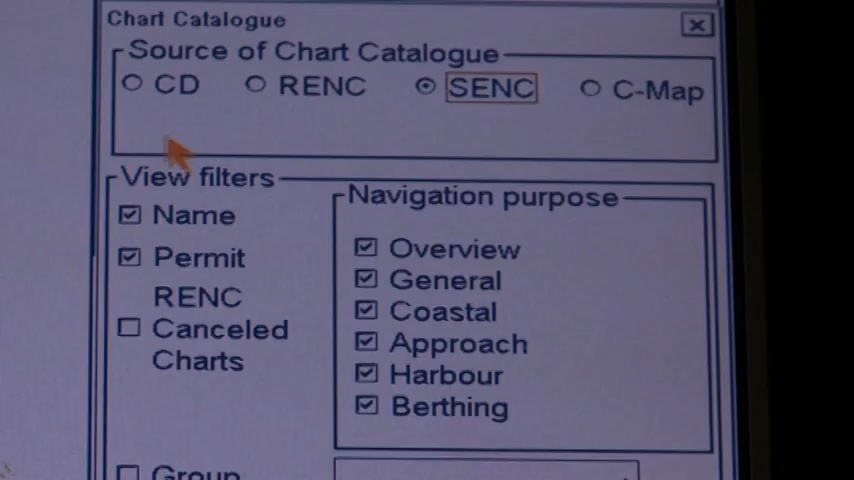 Chart Catalogue
Source of Chart Catalogue
CD RENC SENC C-Map
View filters
Navigation purpose
Name
Permit
RENC
Canceled
Charts
Overview
General
Coastal
Approach
Harbour
Berthing
Group